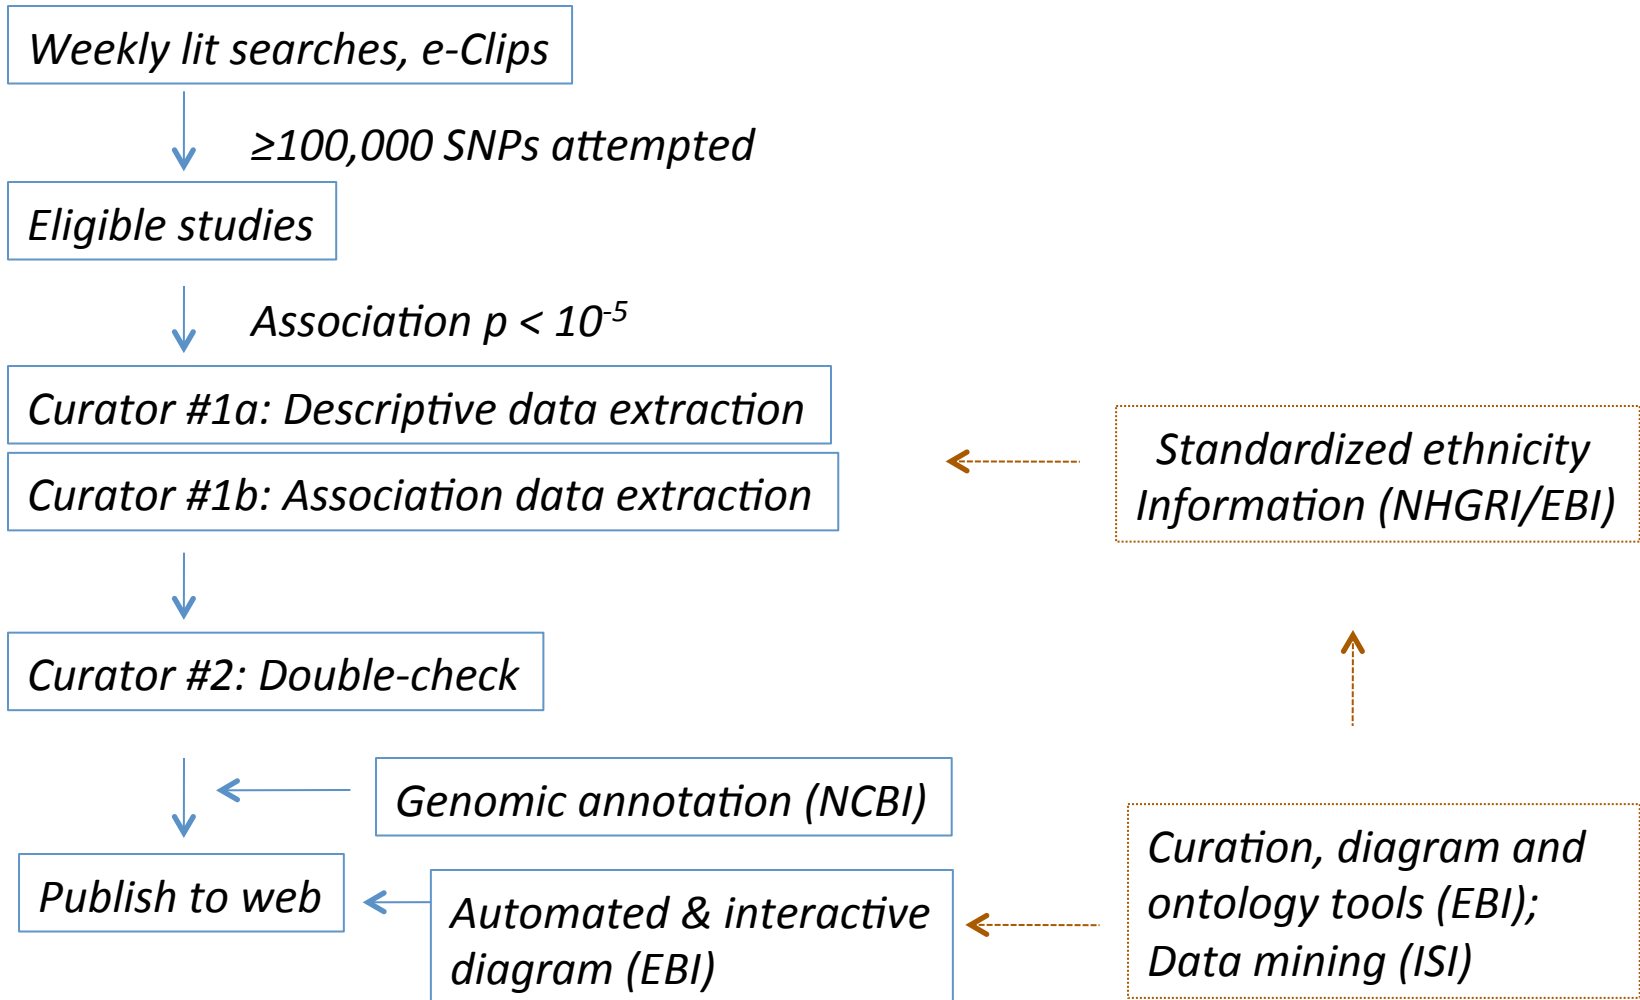 Weekly lit searches, e-Clips
≥100,000 SNPs attempted
Eligible studies
Association p < 10⁻⁵
Curator #1a: Descriptive data extraction
Curator #1b: Association data extraction
Standardized ethnicity
Information (NHGRI/EBI)
Curator #2: Double-check
Genomic annotation (NCBI)
Publish to web
Automated & interactive
diagram (EBI)
Curation, diagram and
ontology tools (EBI);
Data mining (ISI)